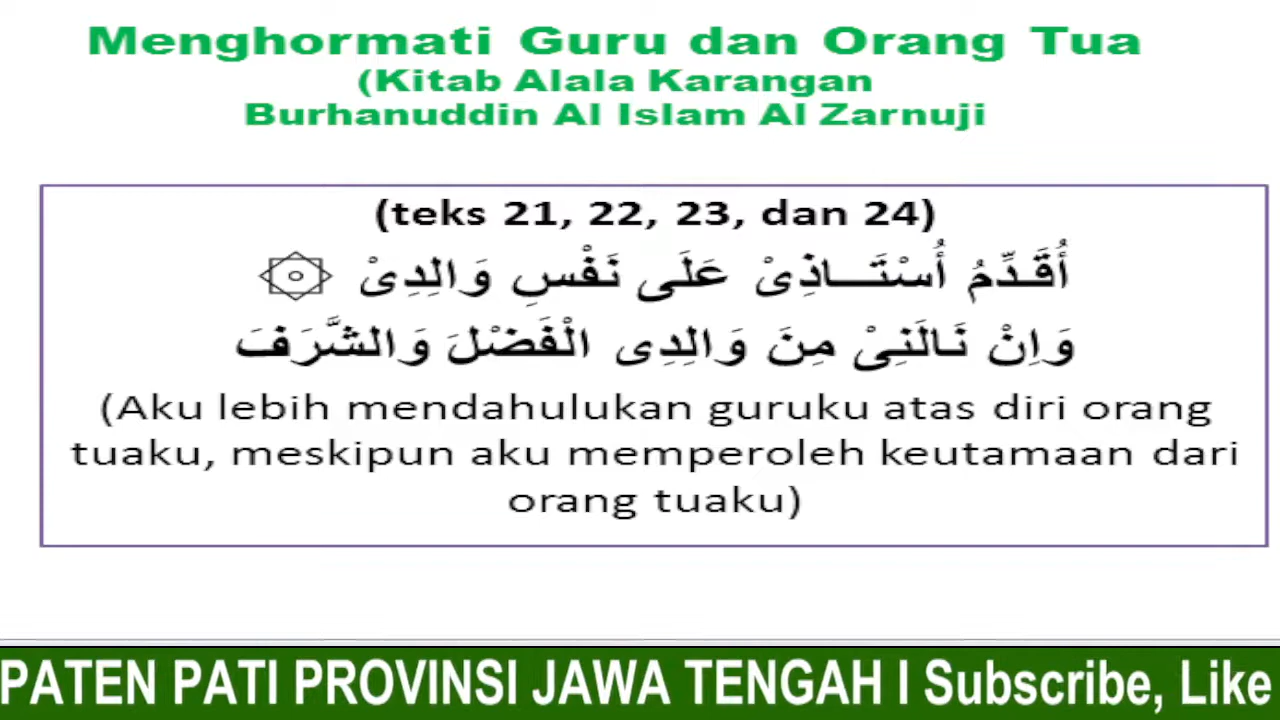 Menghormati Guru dan Orang Tua
(Kitab Alala Karangan
Burhanuddin Al Islam Al Zarnuji
(teks 21, 22, 23, dan 24)
أُقَـدِّمُ أُسْتَـــاذِىْ عَلَى نَفْسِ وَالِدِىْ ۞
وَاِنْ نَالَنِىْ مِنَ وَالِدِى الْفَضْلَ وَالشَّرَفَ
(Aku lebih mendahulukan guruku atas diri orang
tuaku, meskipun aku memperoleh keutamaan dari
orang tuaku)
PATEN PATI PROVINSI JAWA TENGAH I Subscribe, Like